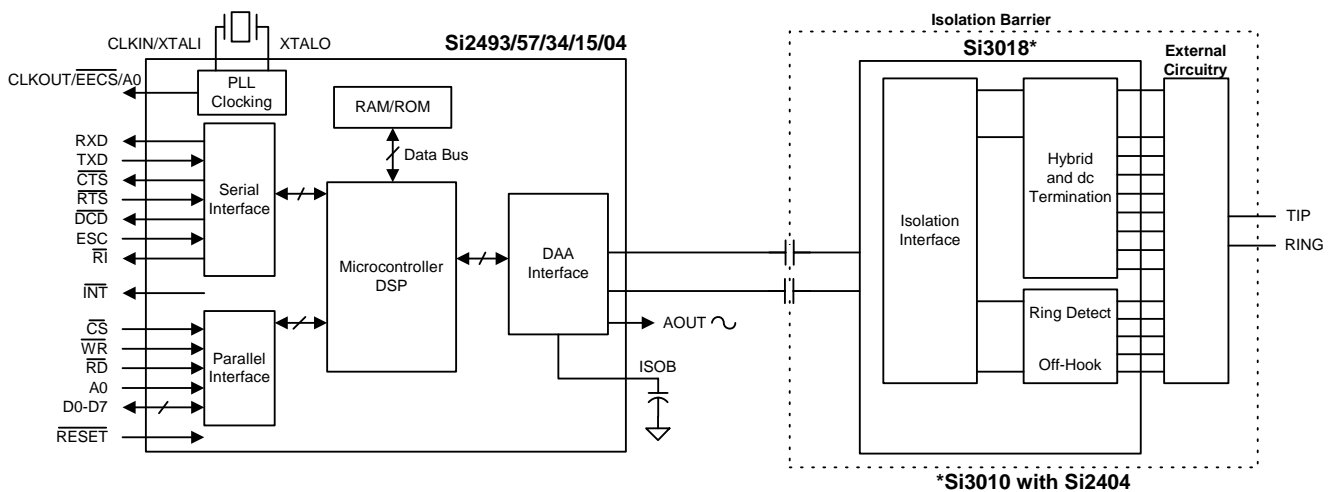 CLKIN/XTALI
XTALO
Si2493/57/34/15/04
CLKOUT/EECS/A0
PLL
Clocking
RAM/ROM
Data Bus
RXD
TXD
CTS
RTS
DCD
ESC
RI
Serial
Interface
INT
CS
WR
RD
A0
D0-D7
RESET
Parallel
Interface
Microcontroller
DSP
DAA
Interface
AOUT
ISOB
Isolation Barrier
Si3018*
External
Circuitry
Isolation
Interface
Hybrid
and dc
Termination
Ring Detect
Off-Hook
TIP
RING
*Si3010 with Si2404